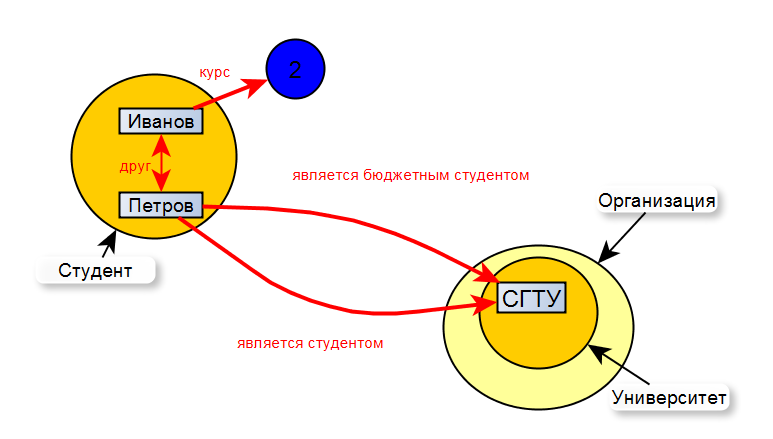 курс
2
Иванов
друг
является бюджетным студентом
Петров
Организация
Студент
СГТУ
является студентом
Университет